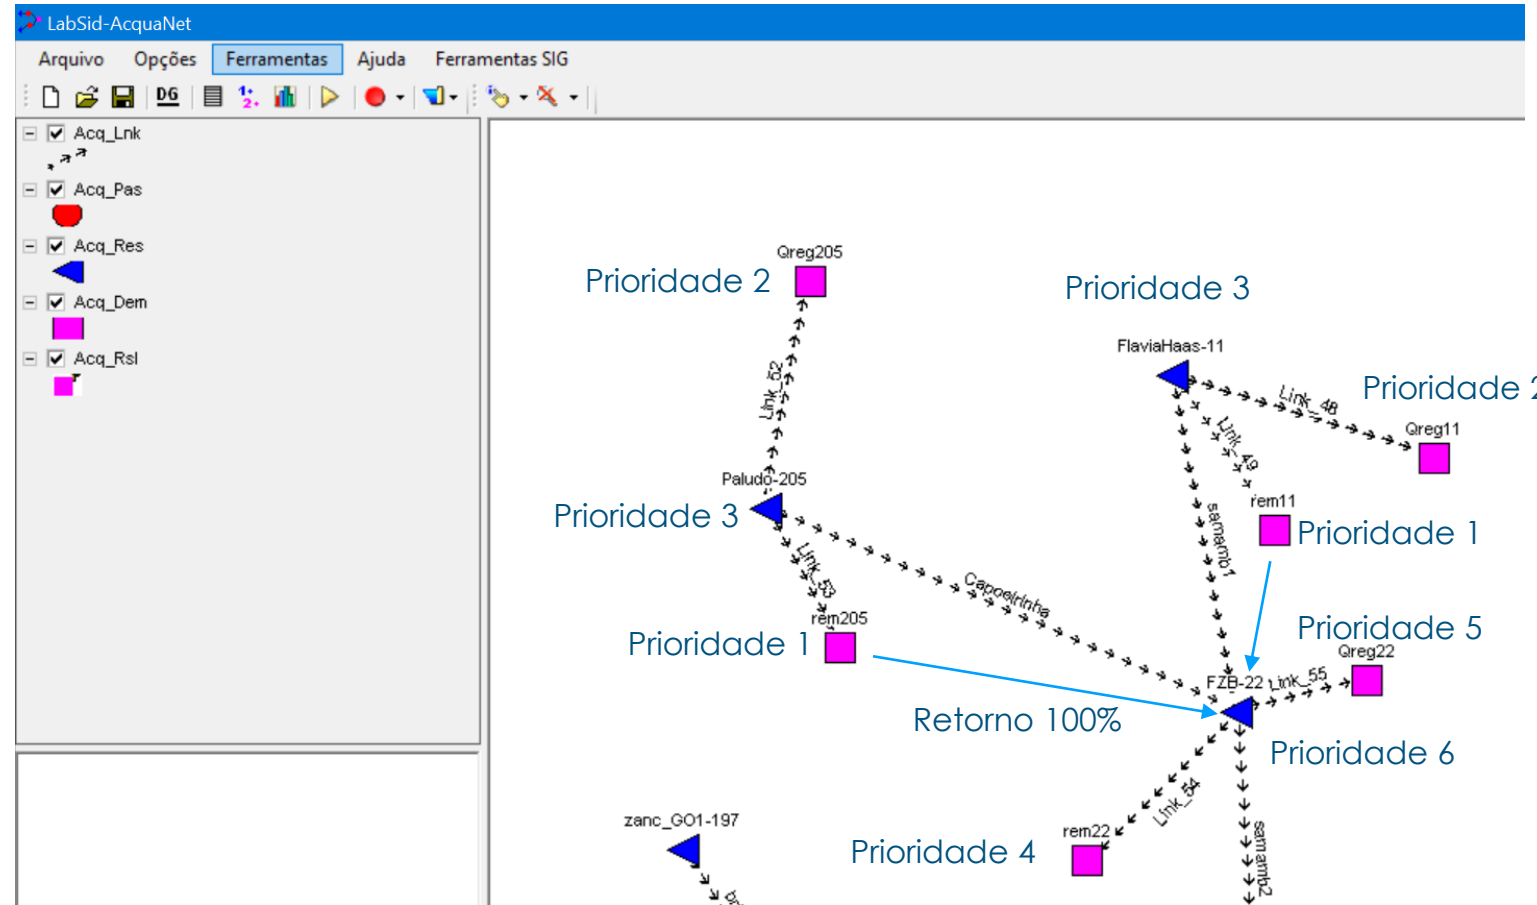 LabSid-AcquaNet
Arquivo Opções Ferramentas Ajuda Ferramentas SIG
DG 1+ 2+
Acq_Lnk
Acq_Pas
Acq_Res
Acq_Dem
Acq_Rsl
Qreg205
Prioridade 2
Prioridade 3
FlaviaHaas-11
Link_52
Link_48
Prioridade 2
Qreg11
Link_49
Paludo-205
rem11
Prioridade 3
Prioridade 1
samamb1
Link_53
Capoeirinha
rem205
Prioridade 1
Prioridade 5
Qreg22
FZB-22
Link_55
Retorno 100%
Prioridade 6
Link_54
zanc_GO1-197
rem22
Prioridade 4
samamb2